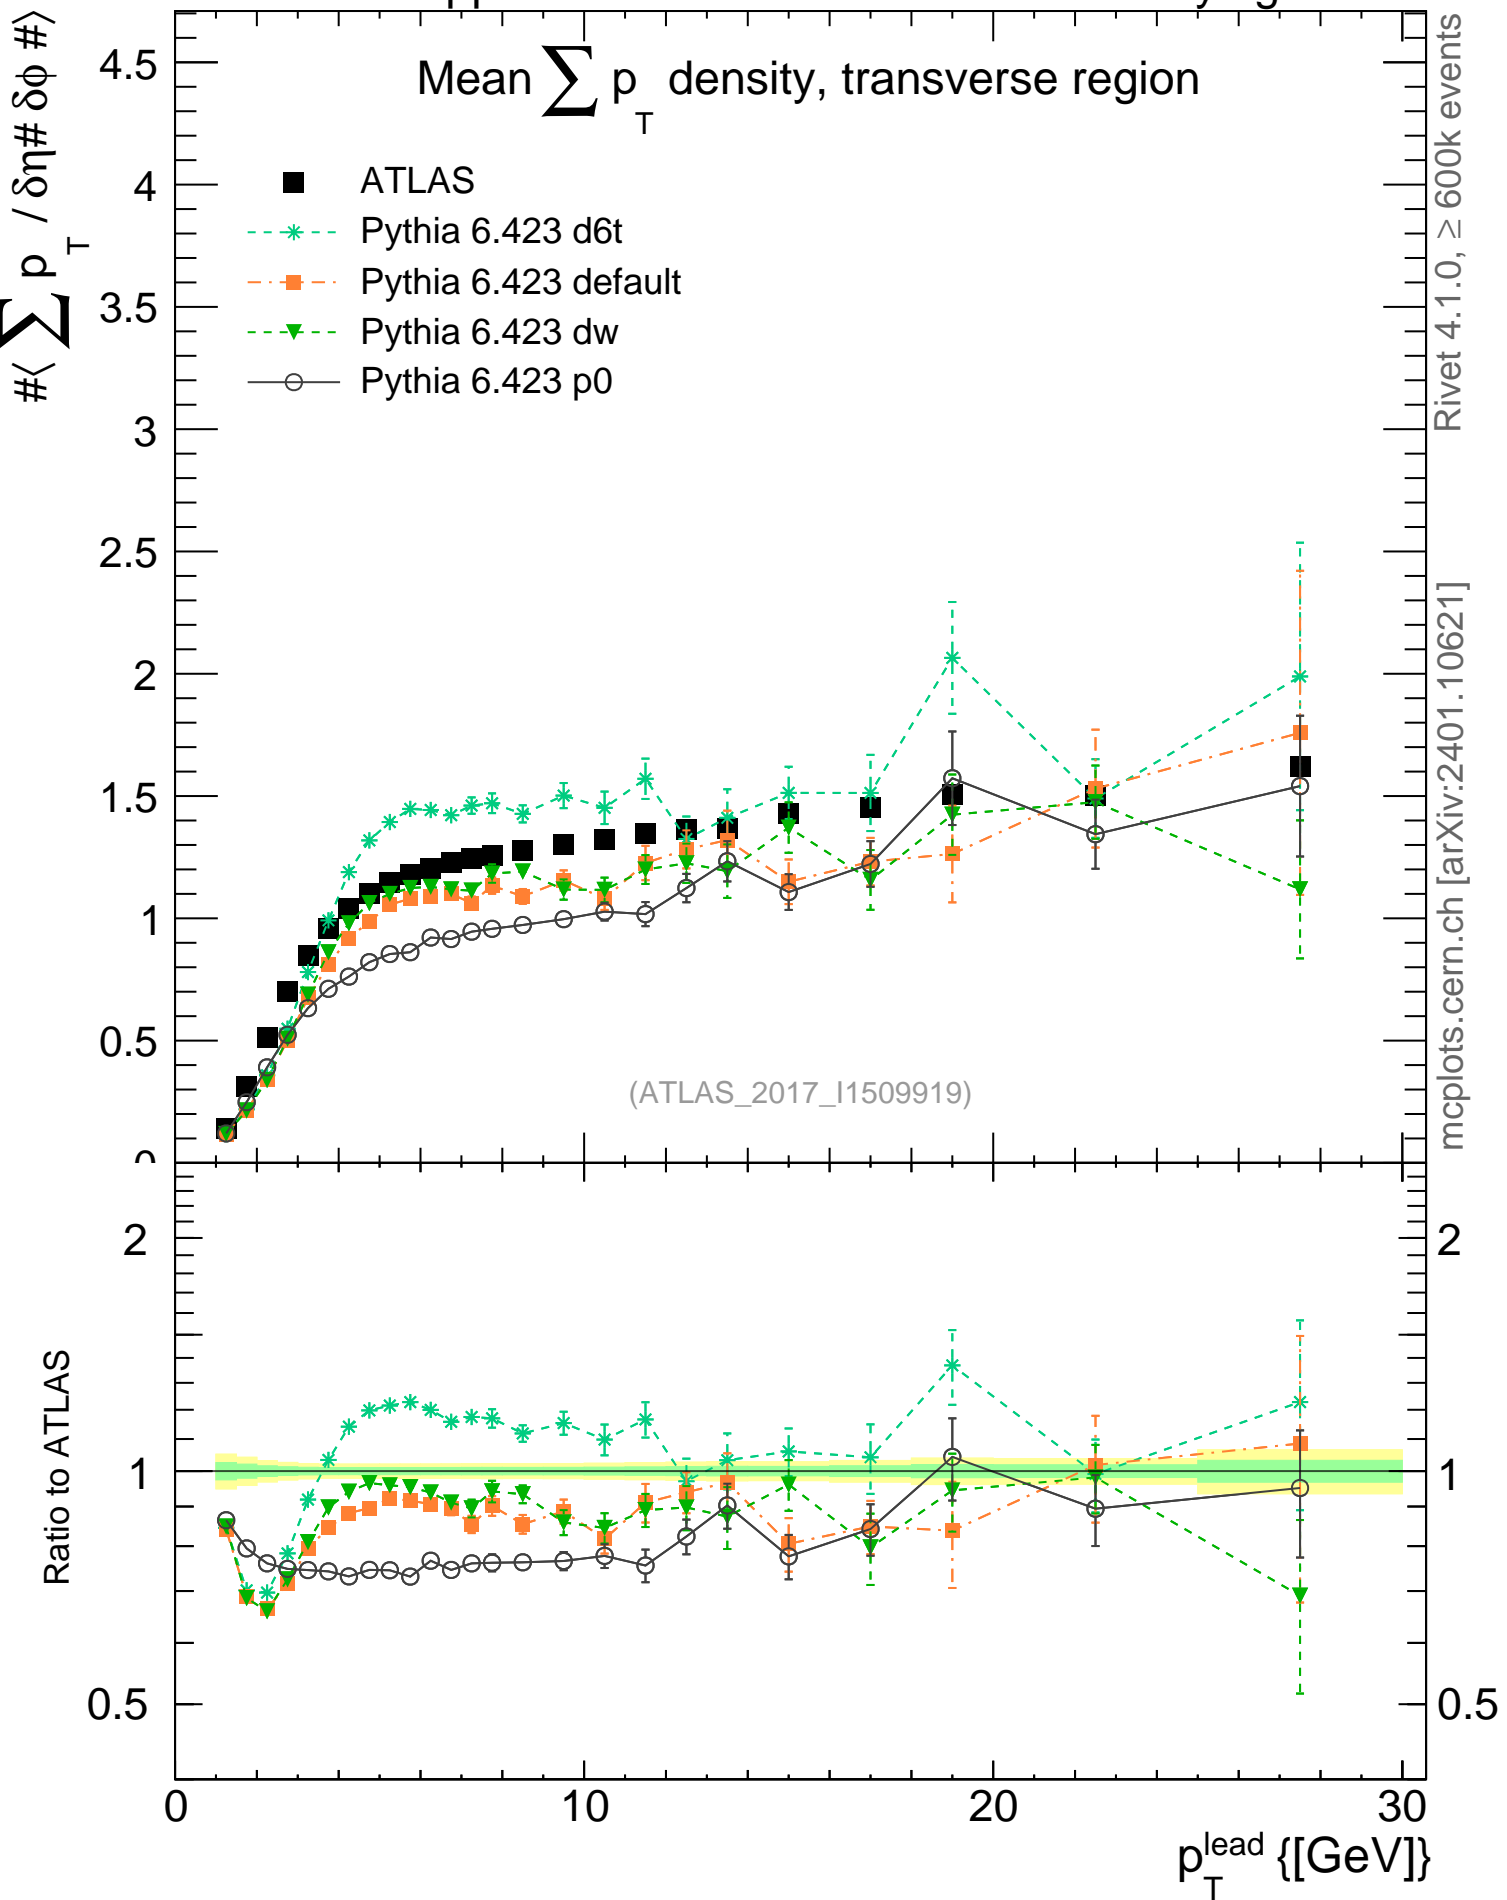 Mean ∑ p_T density, transverse region
#⟨ ∑ p_T / δη# δϕ #⟩
ATLAS
Pythia 6.423 d6t
Pythia 6.423 default
Pythia 6.423 dw
Pythia 6.423 p0
4.5
4
3.5
3
2.5
2
1.5
1
0.5
0
(ATLAS_2017_I1509919)
Rivet 4.1.0, ≥ 600k events
mcplots.cern.ch [arXiv:2401.10621]
Ratio to ATLAS
2
1
0.5
2
1
0.5
0
10
20
30
p_T^lead {[GeV]}